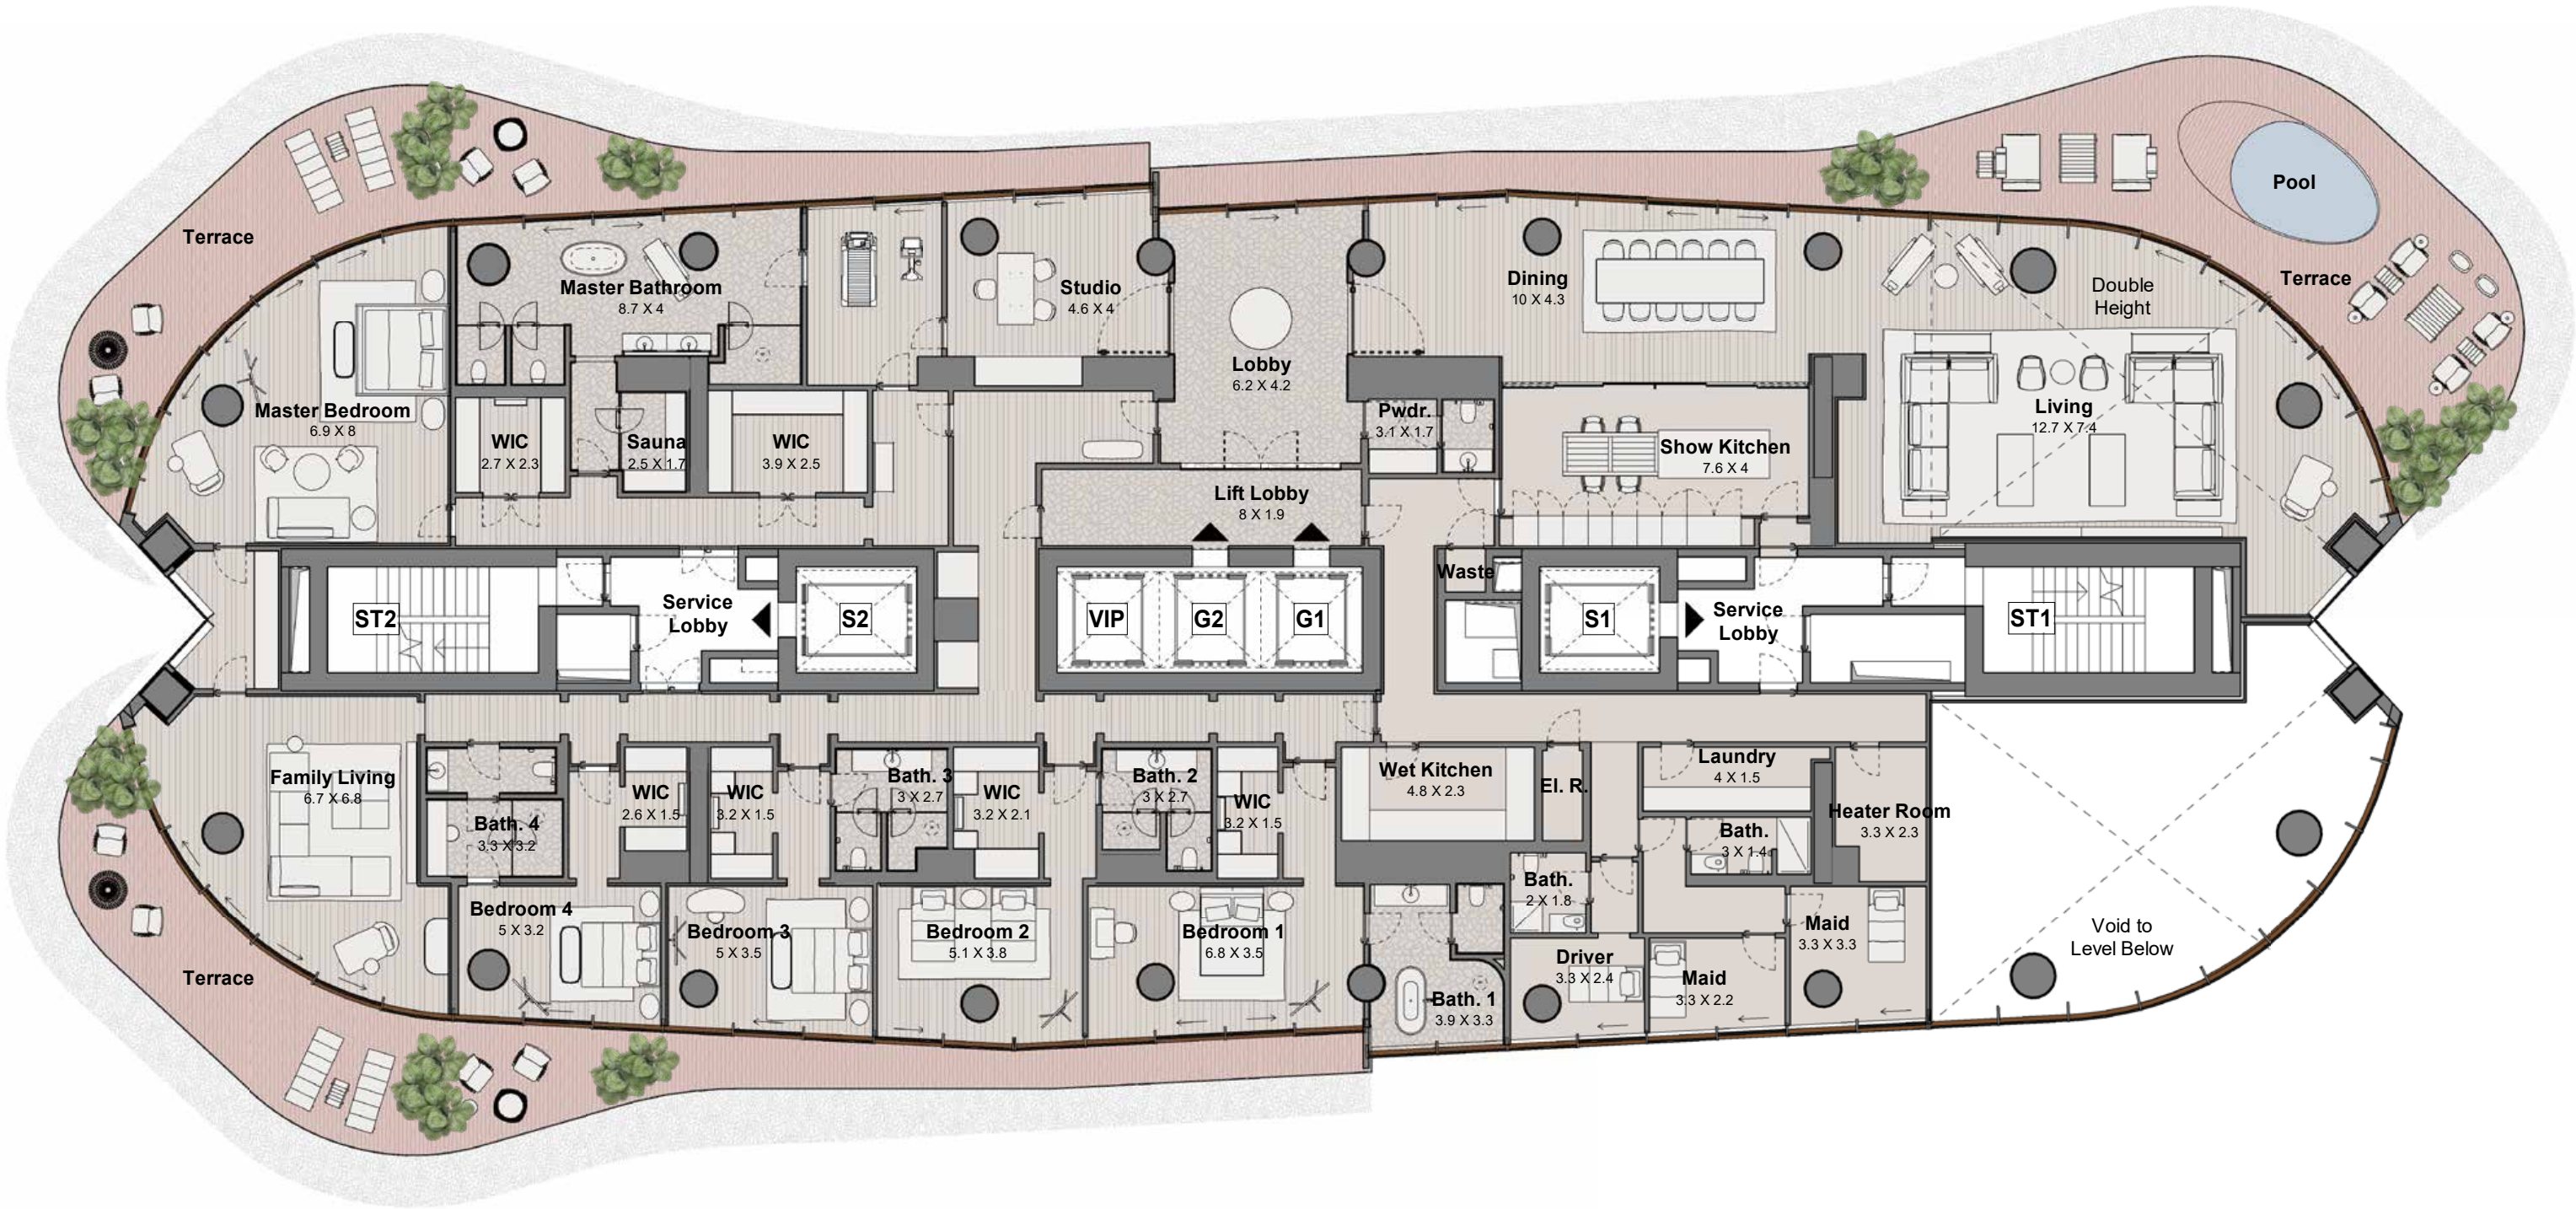 Terrace
Master Bathroom
8.7 X 4
Studio
4.6 X 4
Lobby
6.2 X 4.2
Dining
10 X 4.3
Double
Height
Pool
Terrace
Master Bedroom
6.9 X 8
WIC
2.7 X 2.3
Sauna
2.5 X 1.7
WIC
3.9 X 2.5
Pwdr.
3.1 X 1.7
Show Kitchen
7.6 X 4
Living
12.7 X 7.4
Lift Lobby
8 X 1.9
ST2
Service
Lobby
S2
VIP
G2
G1
Waste
S1
Service
Lobby
ST1
Family Living
6.7 X 6.8
Bath. 4
3.3 X 3.2
WIC
2.6 X 1.5
WIC
3.2 X 1.5
Bath. 3
3 X 2.7
WIC
3.2 X 2.1
Bath. 2
3 X 2.7
WIC
3.2 X 1.5
Wet Kitchen
4.8 X 2.3
El. R.
Laundry
4 X 1.5
Bath.
3 X 1.4
Heater Room
3.3 X 2.3
Terrace
Bedroom 4
5 X 3.2
Bedroom 3
5 X 3.5
Bedroom 2
5.1 X 3.8
Bedroom 1
6.8 X 3.5
Bath. 1
3.9 X 3.3
Bath.
2 X 1.8
Driver
3.3 X 2.4
Maid
3.3 X 2.2
Maid
3.3 X 3.3
Void to
Level Below